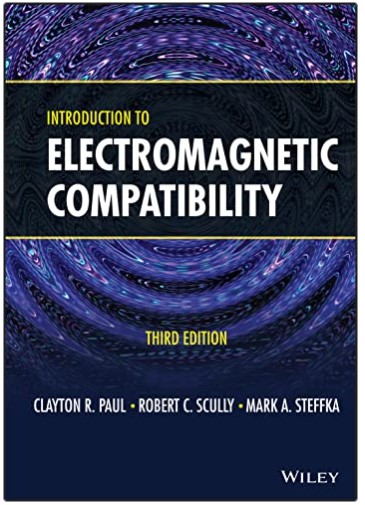 INTRODUCTION TO
ELECTROMAGNETIC
COMPATIBILITY
THIRD EDITION
CLAYTON R. PAUL • ROBERT C. SCULLY • MARK A. STEFFKA
WILEY